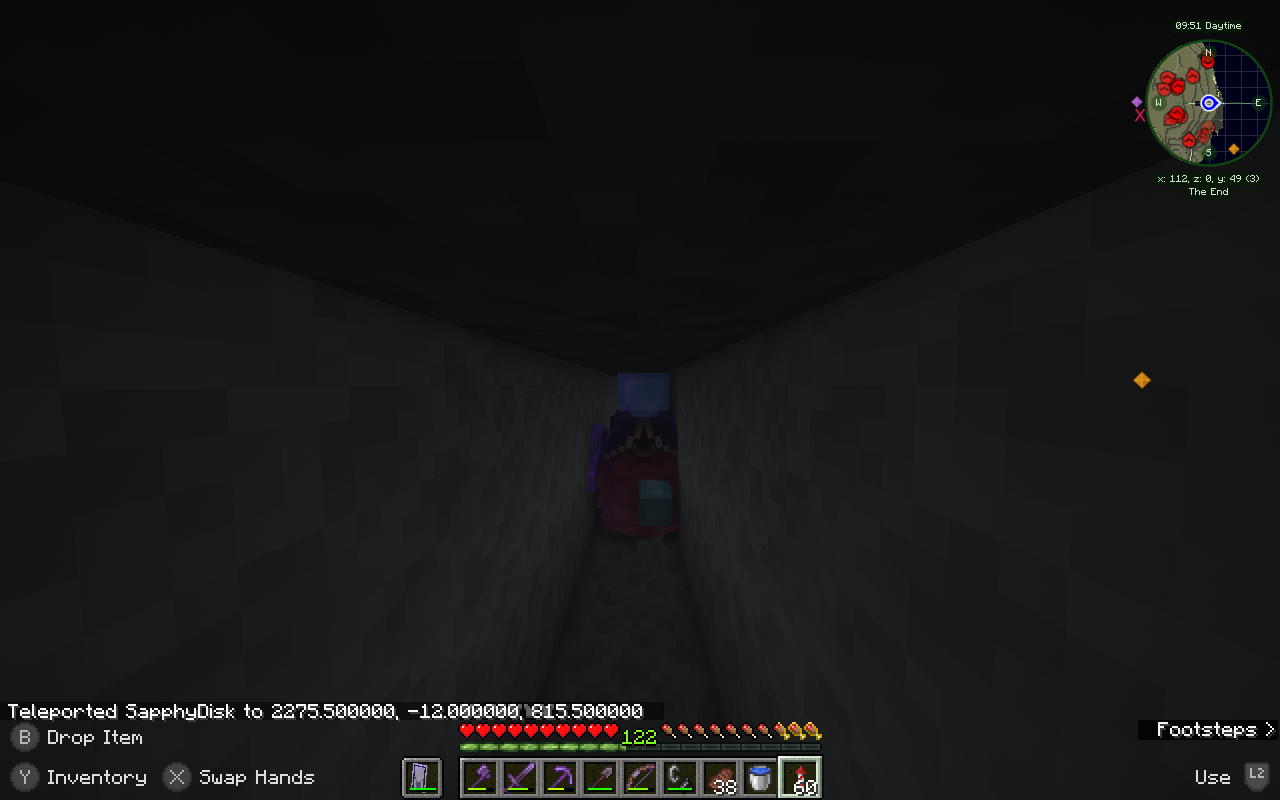 09:51 Daytime
N
W
E
S
x: 112, z: 0, y: 49 (3)
The End
Teleported SapphyDisk to 2275.500000, -12.000000, 815.500000
B Drop Item
122
Footsteps >
Y Inventory X Swap Hands
38
60
Use L2